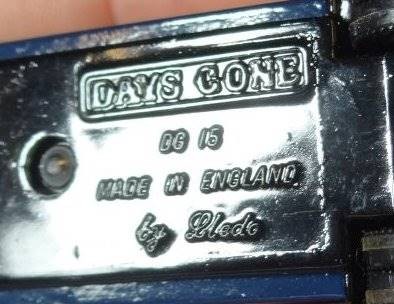 DAYS GONE
DG 15
MADE IN ENGLAND
by Lledo